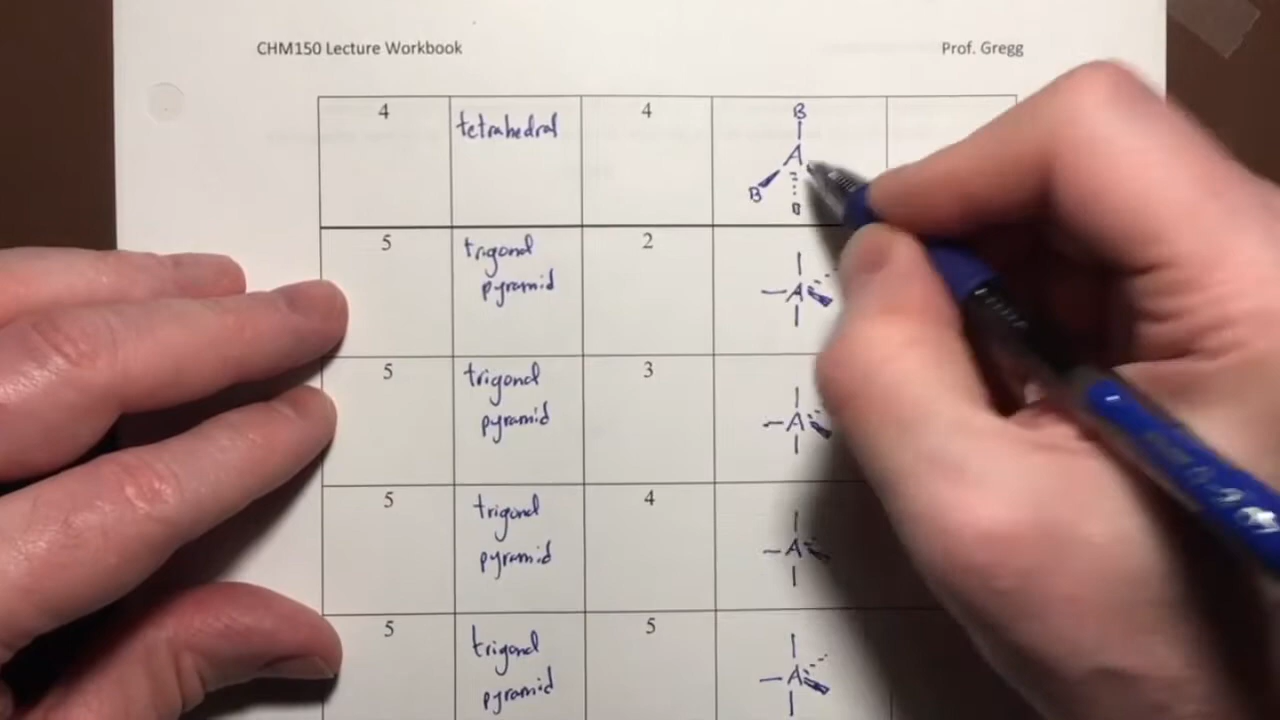 CHM150 Lecture Workbook Prof. Gregg
4 tetrahedral 4
B
A
B
B
5 trigonal pyramid 2
A
5 trigonal pyramid 3
A
5 trigonal pyramid 4
A
5 trigonal pyramid 5
A